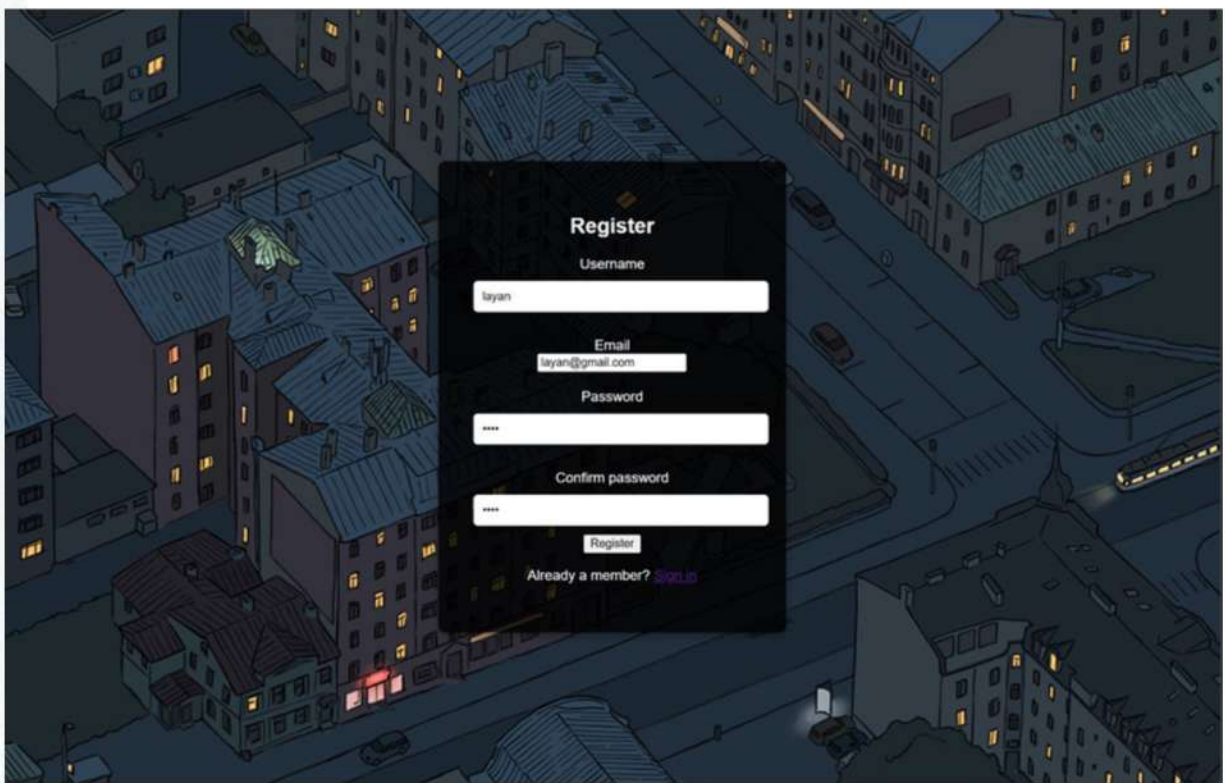 Register
Username
layan
Email
layan@gmail.com
Password
••••
Confirm password
••••
Register
Already a member? Sign in